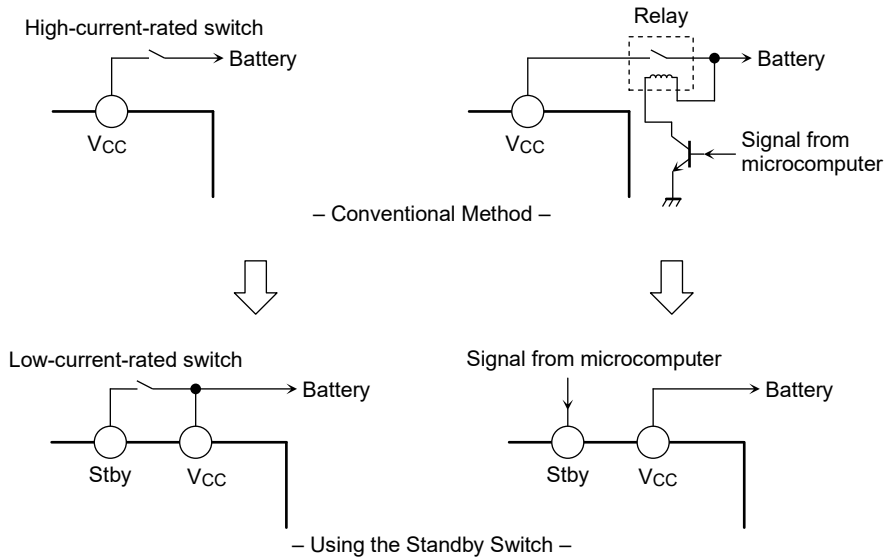 High-current-rated switch
Battery
VCC
Relay
Battery
VCC
Signal from
microcomputer
– Conventional Method –
Low-current-rated switch
Battery
Stby
VCC
Signal from microcomputer
Battery
Stby
VCC
– Using the Standby Switch –